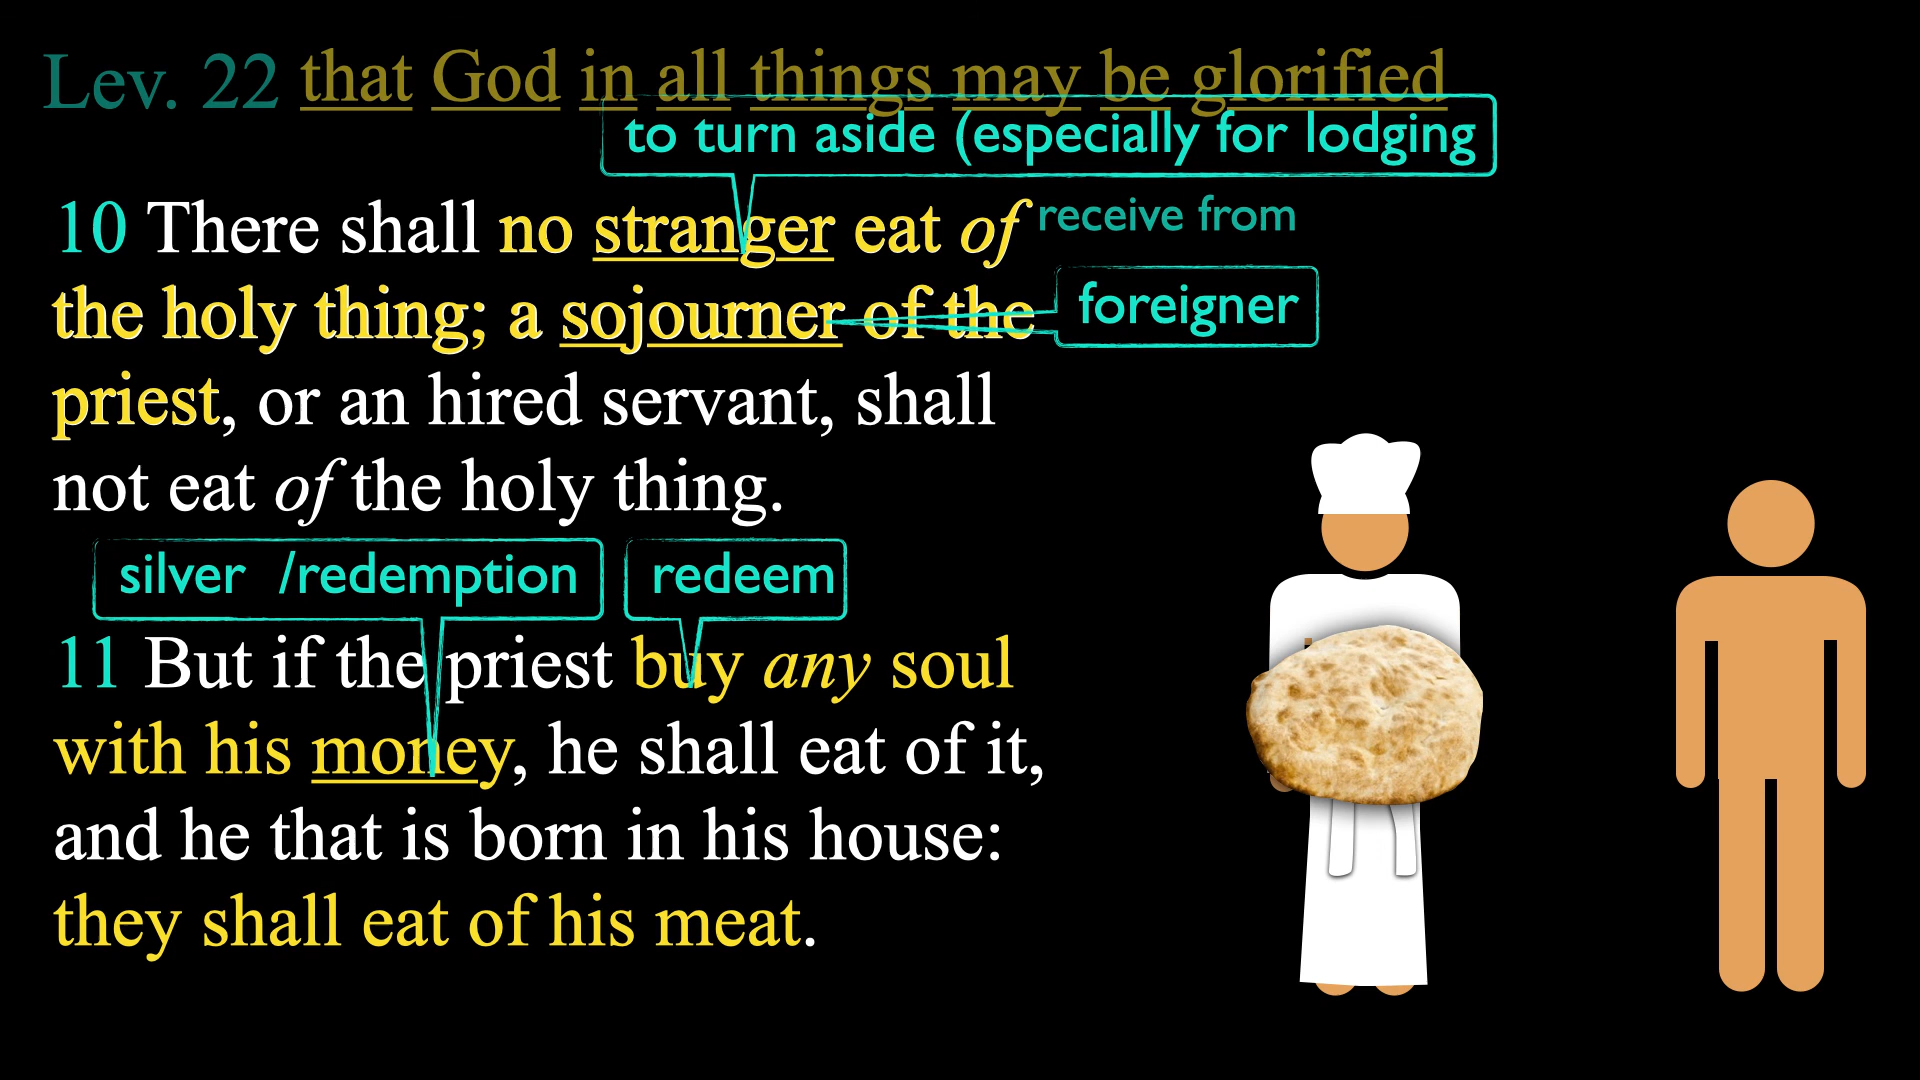 Lev. 22 that God in all things may be glorified
to turn aside (especially for lodging
10 There shall no stranger eat of receive from
the holy thing; a sojourner of the foreigner
priest, or an hired servant, shall
not eat of the holy thing.
silver /redemption redeem
11 But if the priest buy any soul
with his money, he shall eat of it,
and he that is born in his house:
they shall eat of his meat.